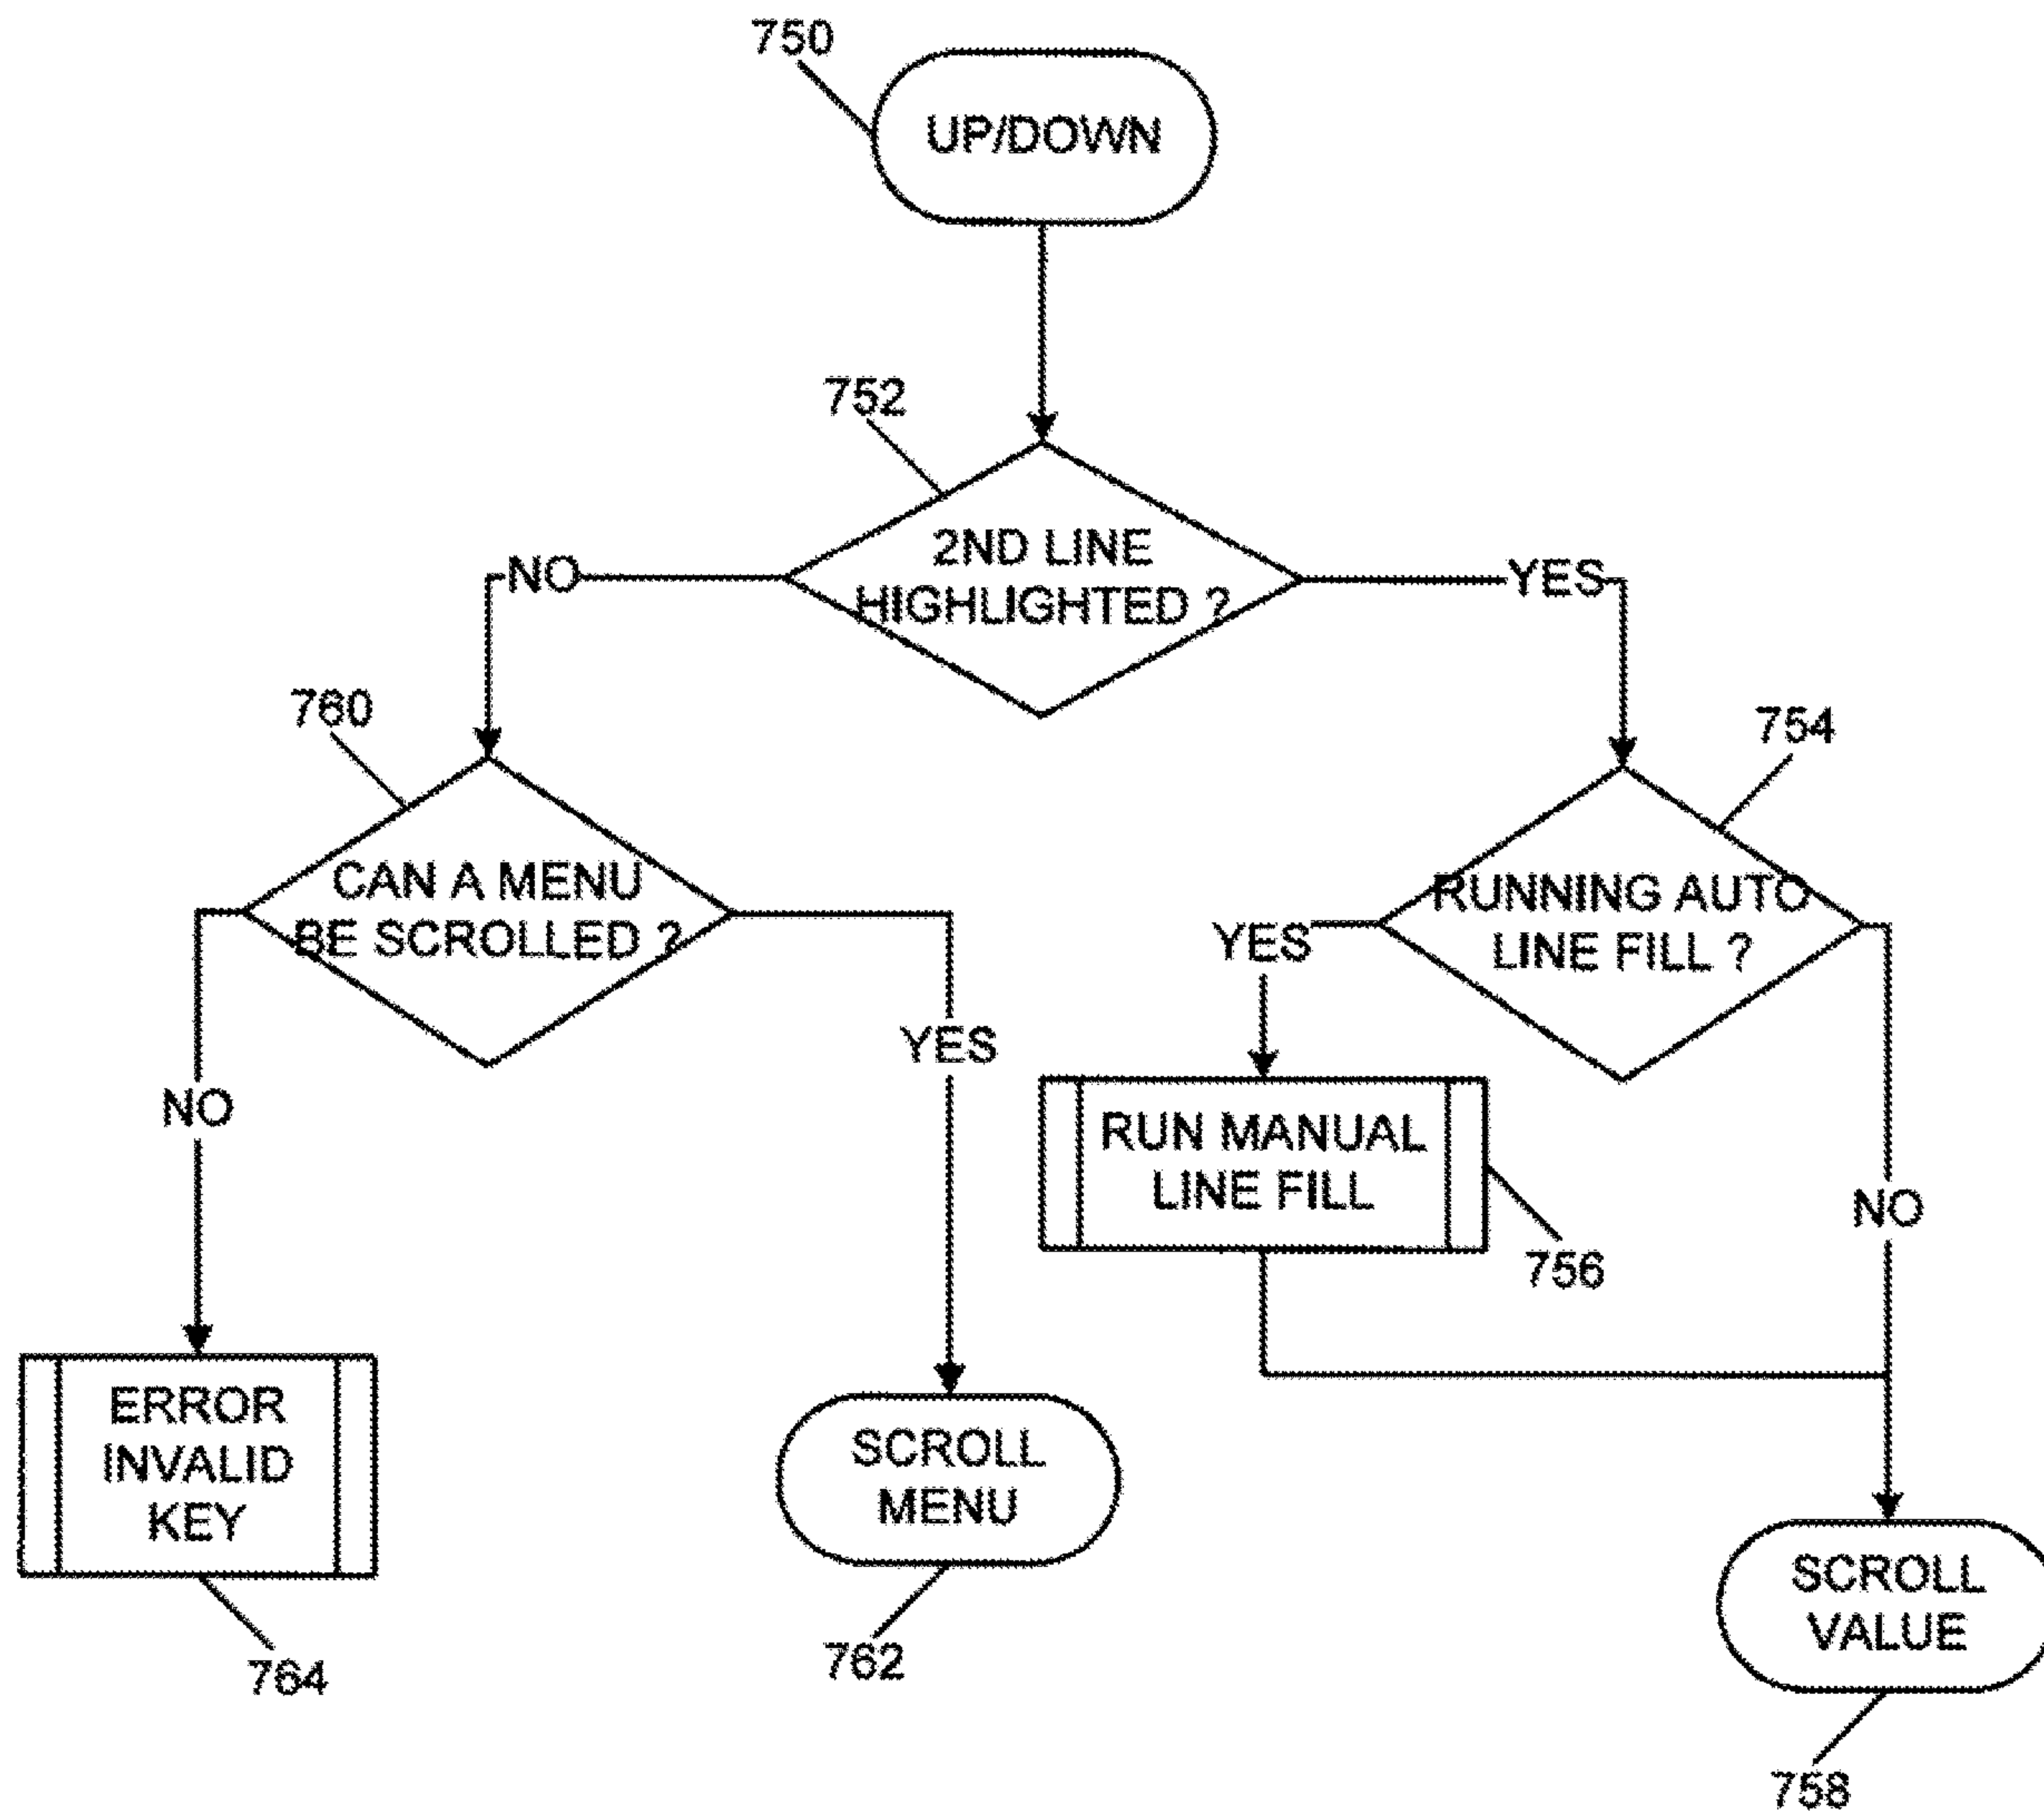 750
UP/DOWN
752
2ND LINE
HIGHLIGHTED ?
NO
YES
760
754
CAN A MENU
BE SCROLLED ?
RUNNING AUTO
LINE FILL ?
YES
YES
NO
RUN MANUAL
LINE FILL
NO
756
ERROR
INVALID
KEY
SCROLL
MENU
SCROLL
VALUE
764
762
758